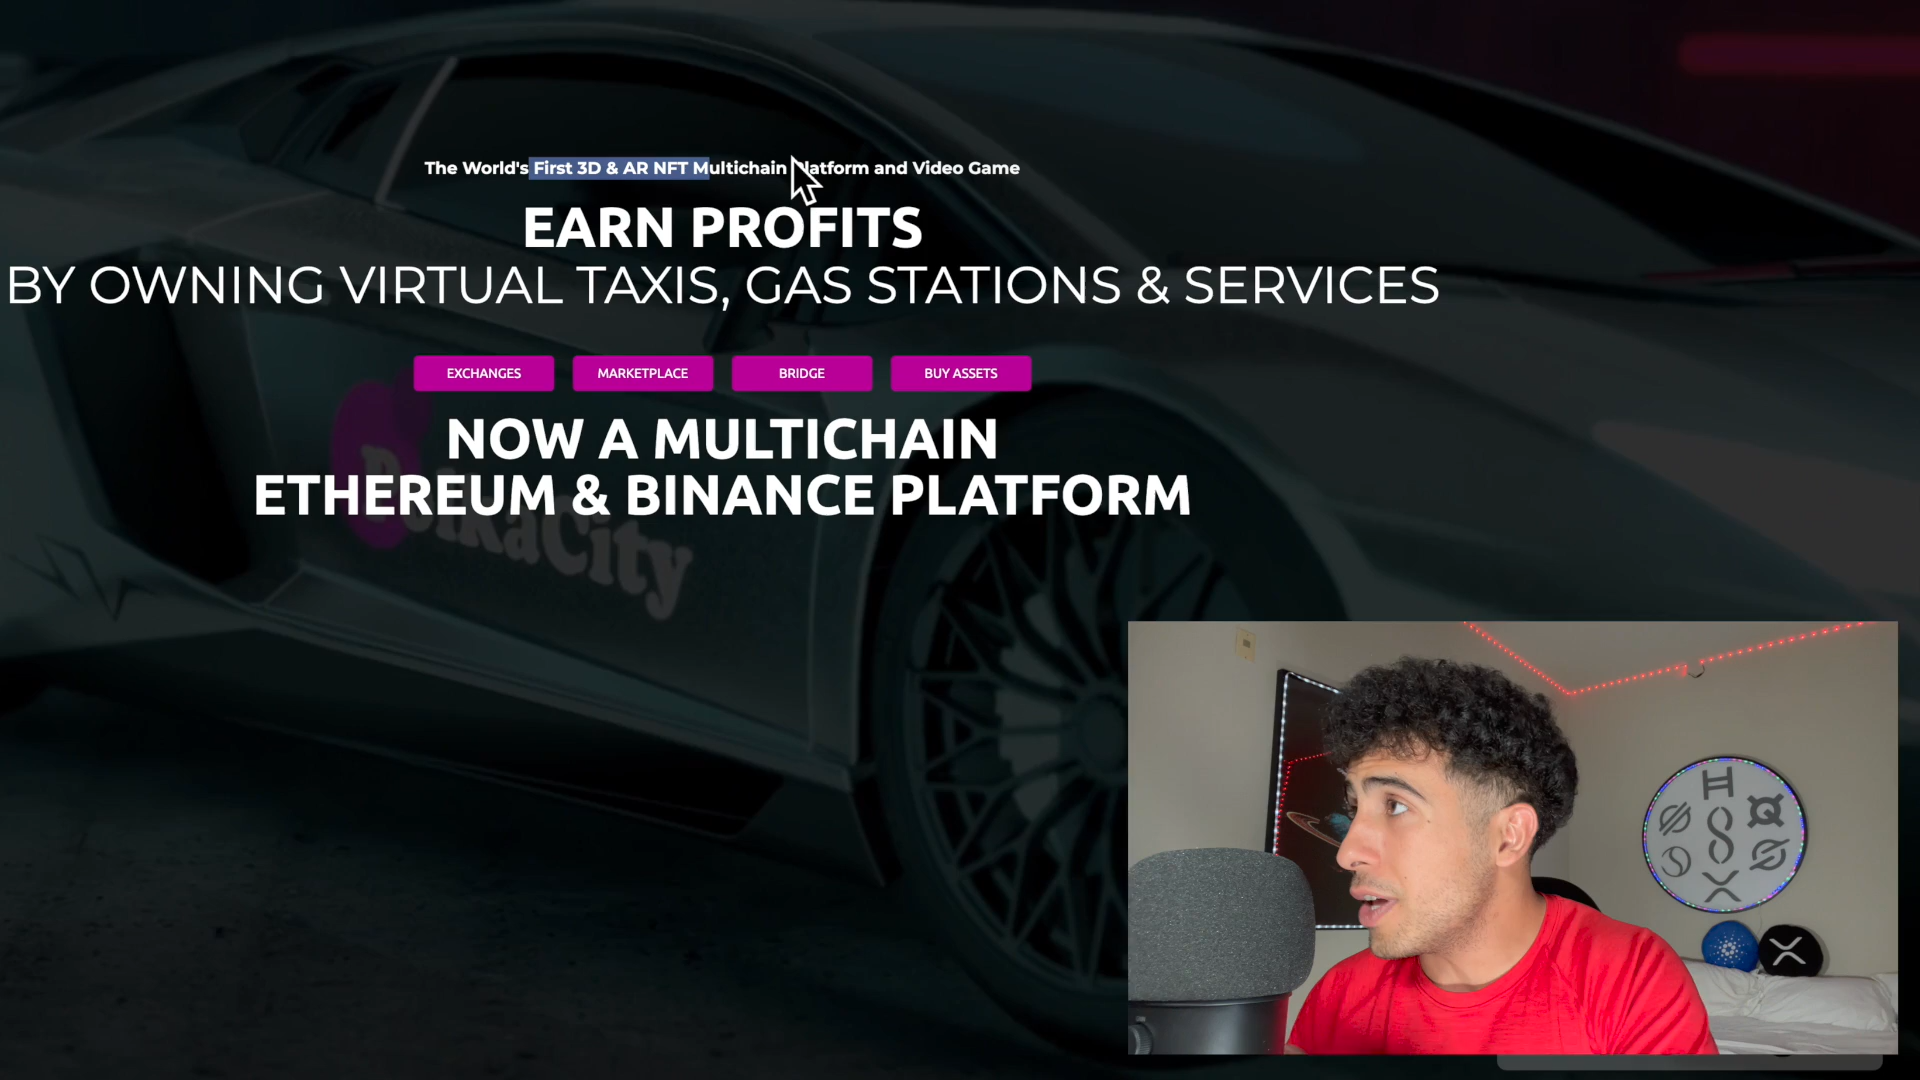 The World's First 3D & AR NFT Multichain Platform and Video Game
EARN PROFITS
BY OWNING VIRTUAL TAXIS, GAS STATIONS & SERVICES
EXCHANGES
MARKETPLACE
BRIDGE
BUY ASSETS
NOW A MULTICHAIN
ETHEREUM & BINANCE PLATFORM
PolkaCity